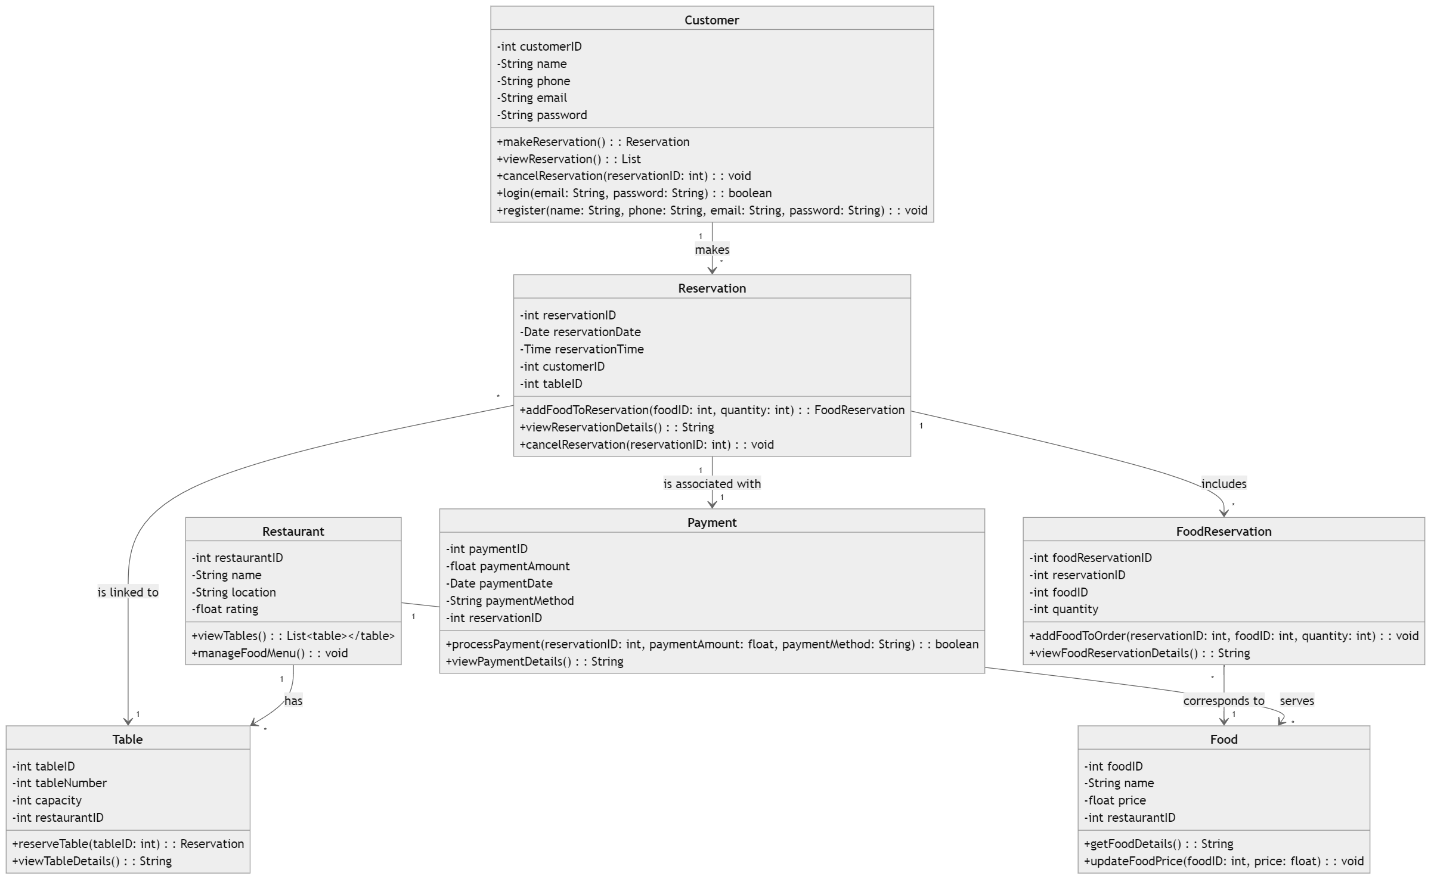 Customer
-int customerID
-String name
-String phone
-String email
-String password
+makeReservation() : : Reservation
+viewReservation() : : List
+cancelReservation(reservationID: int) : : void
+login(email: String, password: String) : : boolean
+register(name: String, phone: String, email: String, password: String) : : void
1
makes
*
Reservation
-int reservationID
-Date reservationDate
-Time reservationTime
-int customerID
-int tableID
+addFoodToReservation(foodID: int, quantity: int) : : FoodReservation
+viewReservationDetails() : : String
+cancelReservation(reservationID: int) : : void
*
1
1
is associated with
1
includes
*
is linked to
1
Restaurant
-int restaurantID
-String name
-String location
-float rating
+viewTables() : : List<table></table>
+manageFoodMenu() : : void
1
1
has
*
Payment
-int paymentID
-float paymentAmount
-Date paymentDate
-String paymentMethod
-int reservationID
+processPayment(reservationID: int, paymentAmount: float, paymentMethod: String) : : boolean
+viewPaymentDetails() : : String
FoodReservation
-int foodReservationID
-int reservationID
-int foodID
-int quantity
+addFoodToOrder(reservationID: int, foodID: int, quantity: int) : : void
+viewFoodReservationDetails() : : String
*
corresponds to
1
serves
*
Table
-int tableID
-int tableNumber
-int capacity
-int restaurantID
+reserveTable(tableID: int) : : Reservation
+viewTableDetails() : : String
Food
-int foodID
-String name
-float price
-int restaurantID
+getFoodDetails() : : String
+updateFoodPrice(foodID: int, price: float) : : void